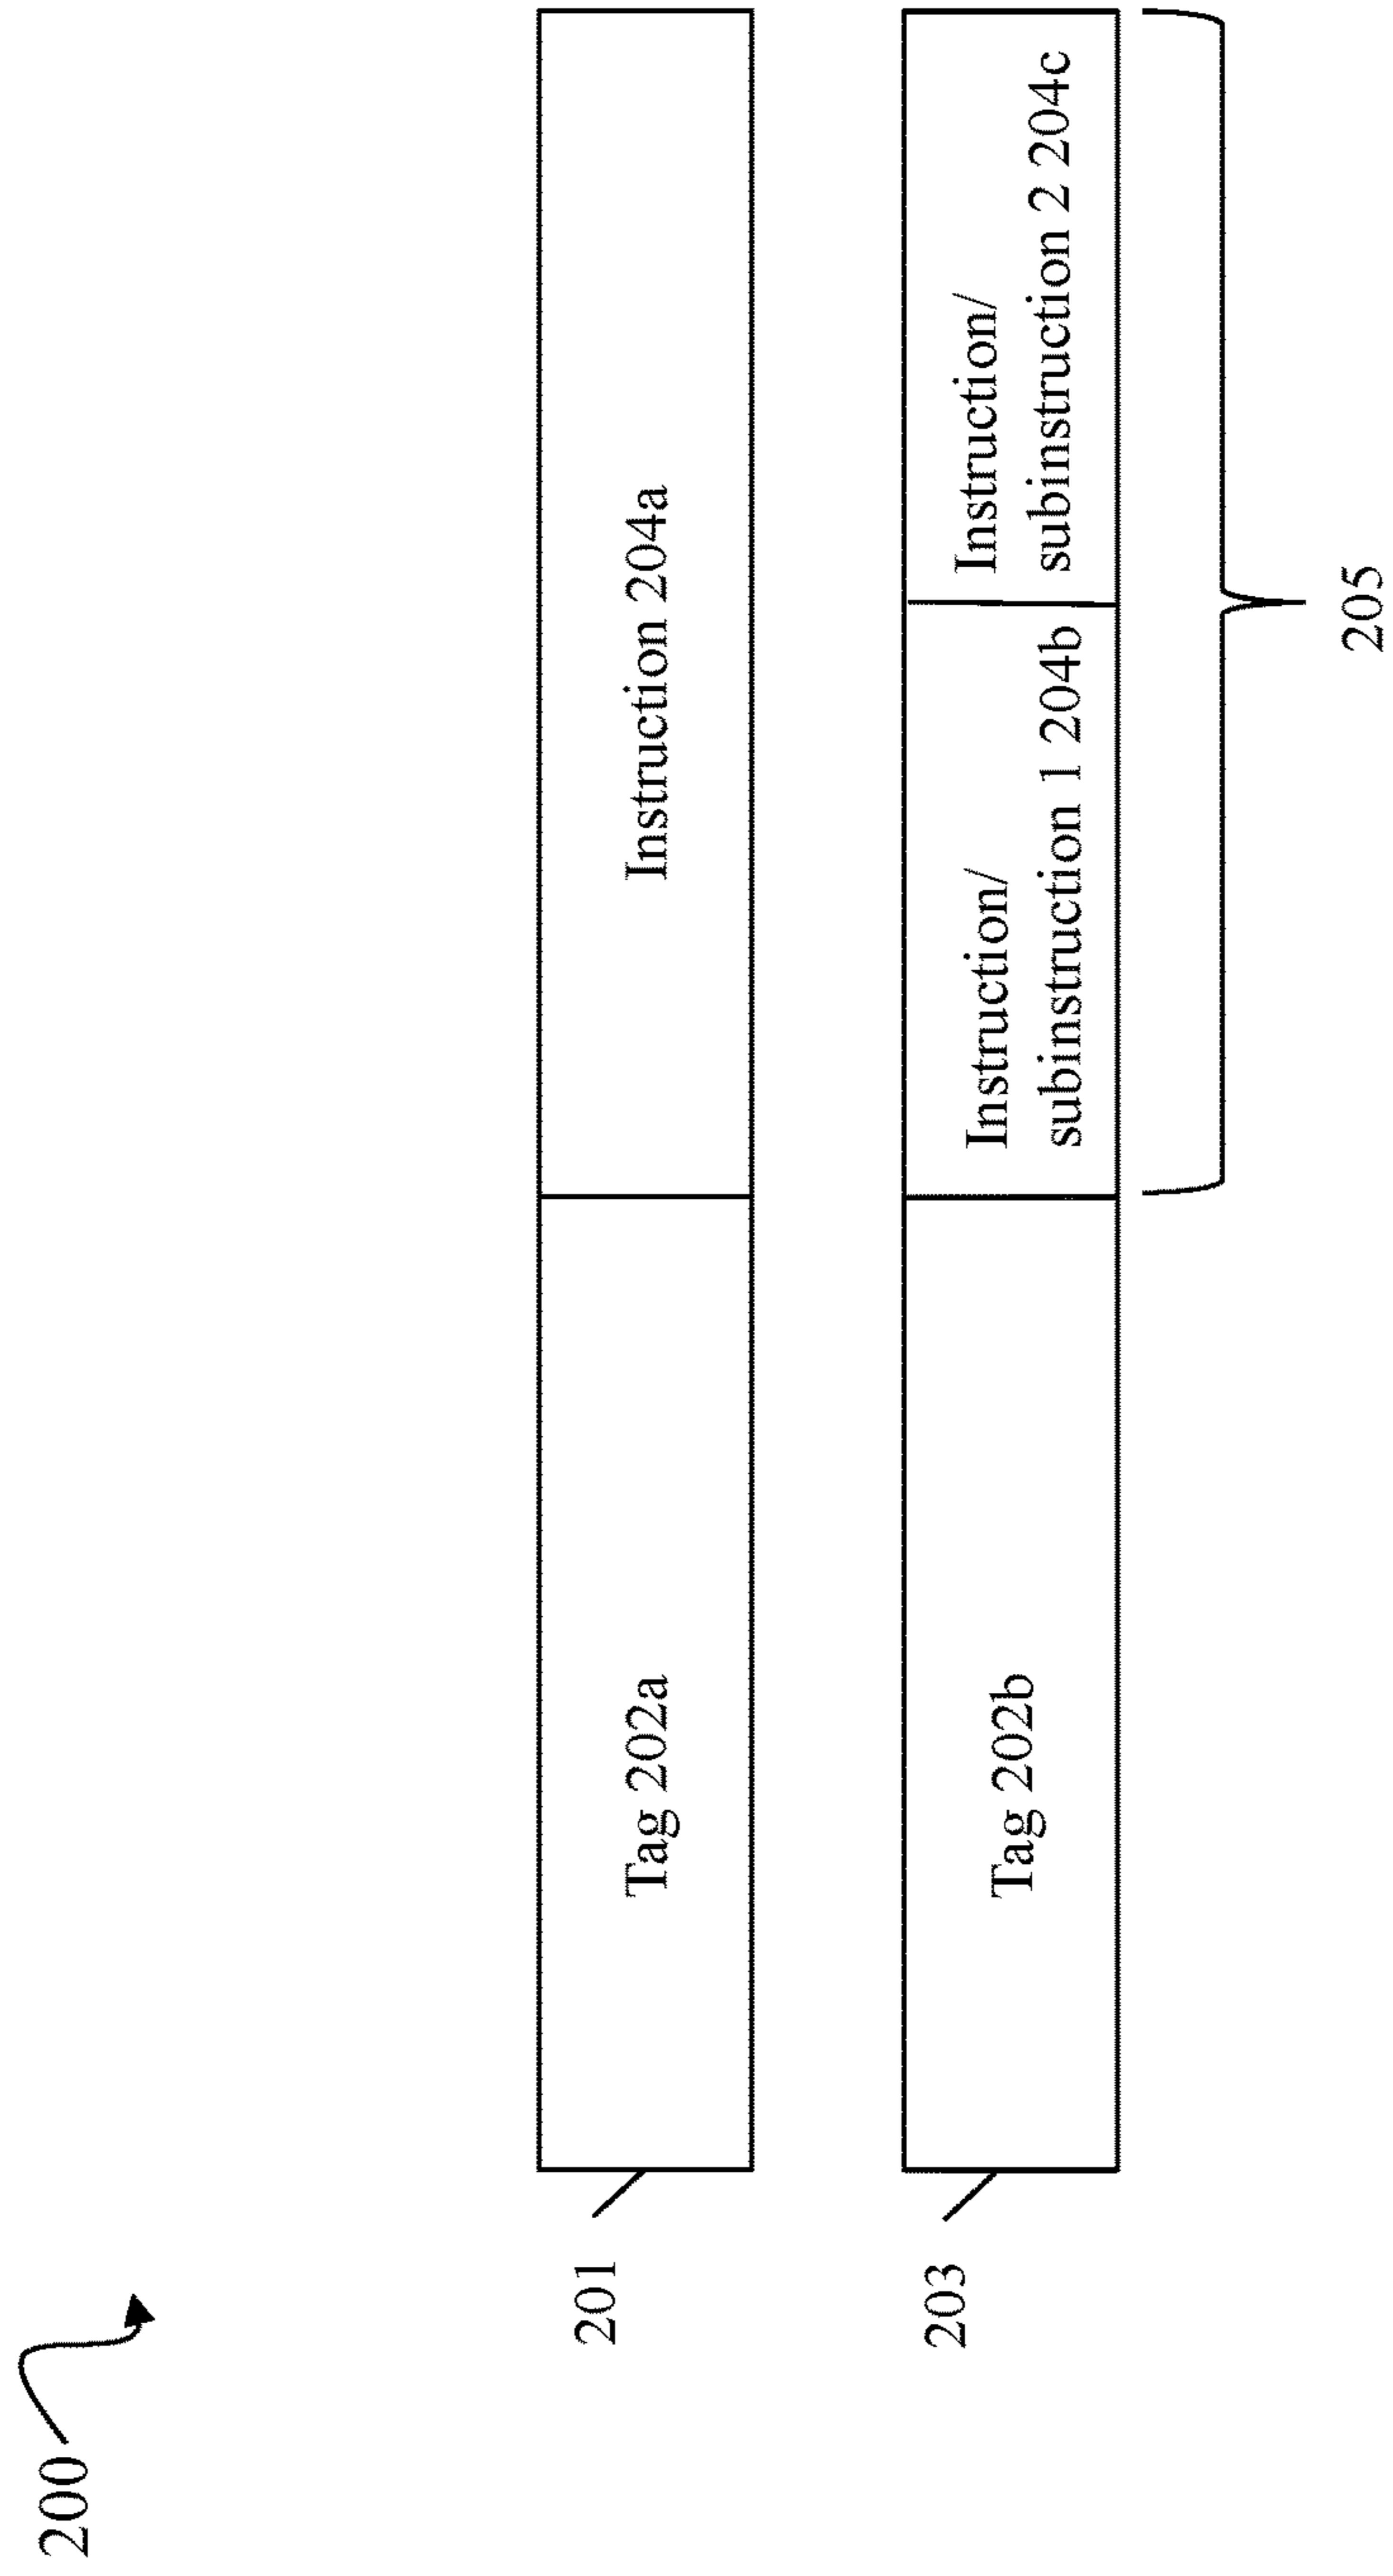 200
201
Tag 202a
Instruction 204a
203
Tag 202b
Instruction/
subinstruction 1 204b
Instruction/
subinstruction 2 204c
205